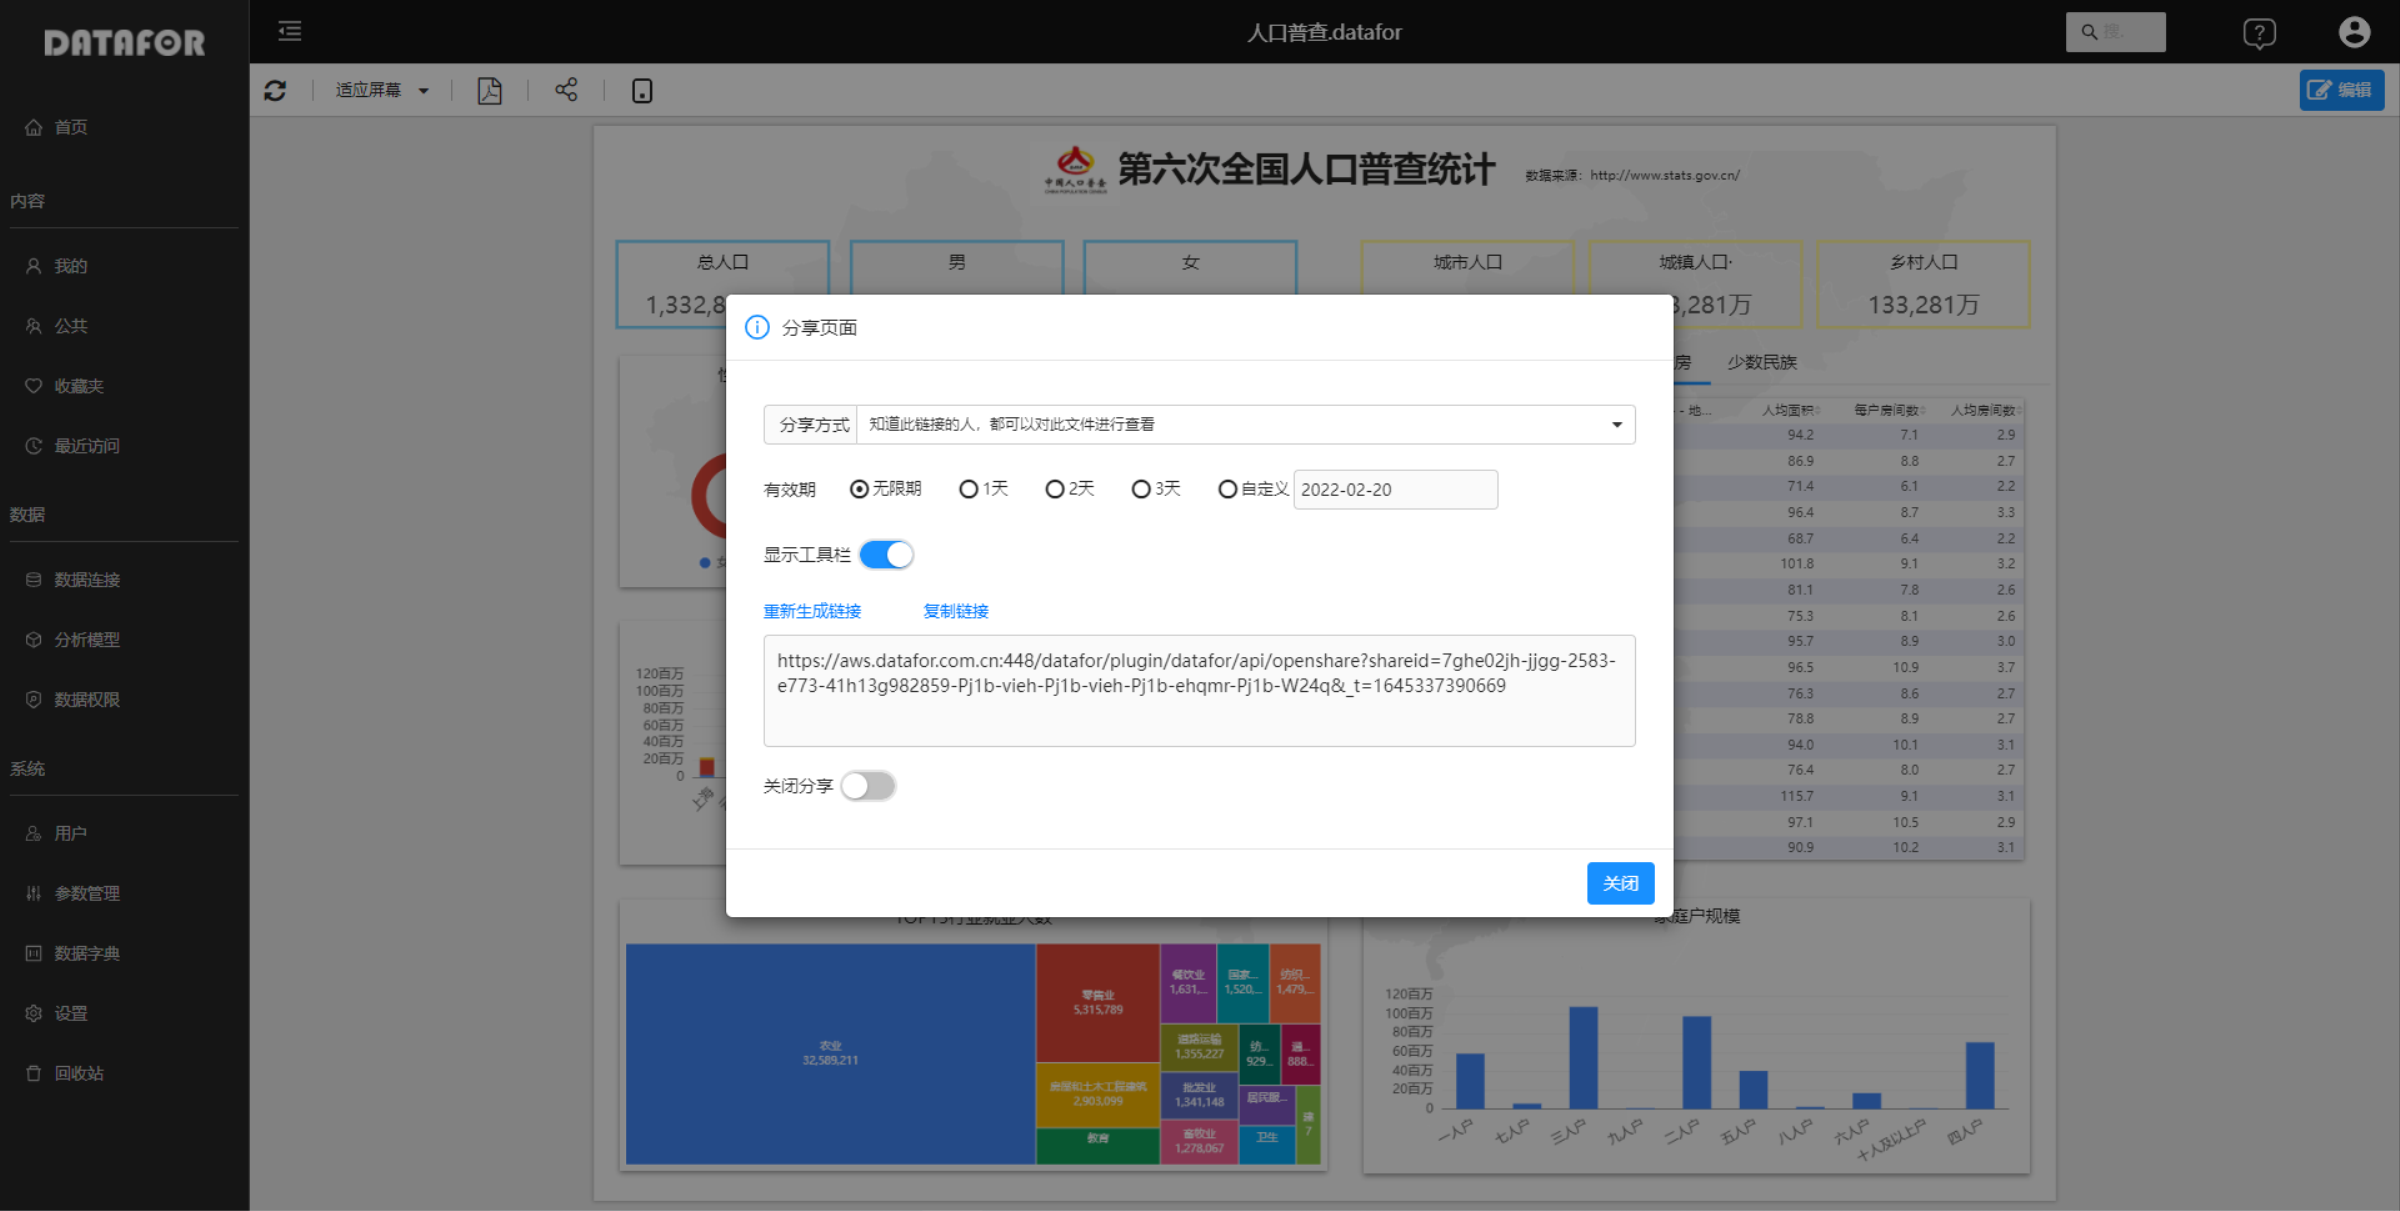 DATAFOR
人口普查.datafor
搜.
适应屏幕
编辑
首页
内容
我的
公共
收藏夹
最近访问
数据
数据连接
分析模型
数据权限
系统
用户
参数管理
数据字典
设置
回收站
中国人口普查
第六次全国人口普查统计
数据来源：http://www.stats.gov.cn/
总人口
男
女
城市人口
城镇人口·
乡村人口
1,332,8
3,281万
133,281万
分享页面
分享方式 知道此链接的人，都可以对此文件进行查看
有效期 无限期 1天 2天 3天 自定义 2022-02-20
显示工具栏
重新生成链接 复制链接
https://aws.datafor.com.cn:448/datafor/plugin/datafor/api/openshare?shareid=7ghe02jh-jjgg-2583-
e773-41h13g982859-Pj1b-vieh-Pj1b-vieh-Pj1b-ehqmr-Pj1b-W24q&_t=1645337390669
关闭分享
关闭
房 少数民族
- 地... 人均面积 每户房间数 人均房间数
94.2 7.1 2.9
86.9 8.8 2.7
71.4 6.1 2.2
96.4 8.7 3.3
68.7 6.4 2.2
101.8 9.1 3.2
81.1 7.8 2.6
75.3 8.1 2.6
95.7 8.9 3.0
96.5 10.9 3.7
76.3 8.6 2.7
78.8 8.9 2.7
94.0 10.1 3.1
76.4 8.0 2.7
115.7 9.1 3.1
97.1 10.5 2.9
90.9 10.2 3.1
120百万
100百万
80百万
60百万
40百万
20百万
0
上海
TOP15行业就业人数
农业
32,589,211
零售业
5,315,789
房屋和土木工程建筑
2,903,099
教育
餐饮业
1,631,...
国家...
1,520,...
纺织...
1,479,...
道路运输
1,355,227
纺...
929...
通...
888...
批发业
1,341,148
居民服...
畜牧业
1,278,067
卫生
7
家庭户规模
120百万
100百万
80百万
60百万
40百万
20百万
0
一人户 七人户 三人户 九人户 二人户 五人户 八人户 六人户 十人及以上户 四人户